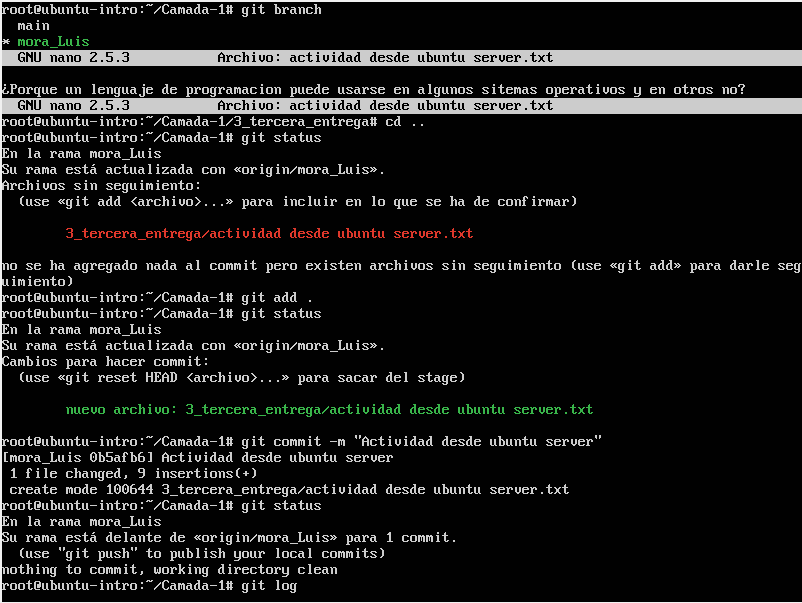 root@ubuntu-intro:~/Camada-1# git branch
  main
* mora_Luis
  GNU nano 2.5.3           Archivo: actividad desde ubuntu server.txt
¿Porque un lenguaje de programacion puede usarse en algunos sitemas operativos y en otros no?
  GNU nano 2.5.3           Archivo: actividad desde ubuntu server.txt
root@ubuntu-intro:~/Camada-1/3_tercera_entrega# cd ..
root@ubuntu-intro:~/Camada-1# git status
En la rama mora_Luis
Su rama está actualizada con «origin/mora_Luis».
Archivos sin seguimiento:
  (use «git add <archivo>...» para incluir en lo que se ha de confirmar)
        3_tercera_entrega/actividad desde ubuntu server.txt
no se ha agregado nada al commit pero existen archivos sin seguimiento (use «git add» para darle seg
uimiento)
root@ubuntu-intro:~/Camada-1# git add .
root@ubuntu-intro:~/Camada-1# git status
En la rama mora_Luis
Su rama está actualizada con «origin/mora_Luis».
Cambios para hacer commit:
  (use «git reset HEAD <archivo>...» para sacar del stage)
        nuevo archivo: 3_tercera_entrega/actividad desde ubuntu server.txt
root@ubuntu-intro:~/Camada-1# git commit -m "Actividad desde ubuntu server"
[mora_Luis 0b5afb6] Actividad desde ubuntu server
 1 file changed, 9 insertions(+)
 create mode 100644 3_tercera_entrega/actividad desde ubuntu server.txt
root@ubuntu-intro:~/Camada-1# git status
En la rama mora_Luis
Su rama está delante de «origin/mora_Luis» para 1 commit.
  (use "git push" to publish your local commits)
nothing to commit, working directory clean
root@ubuntu-intro:~/Camada-1# git log